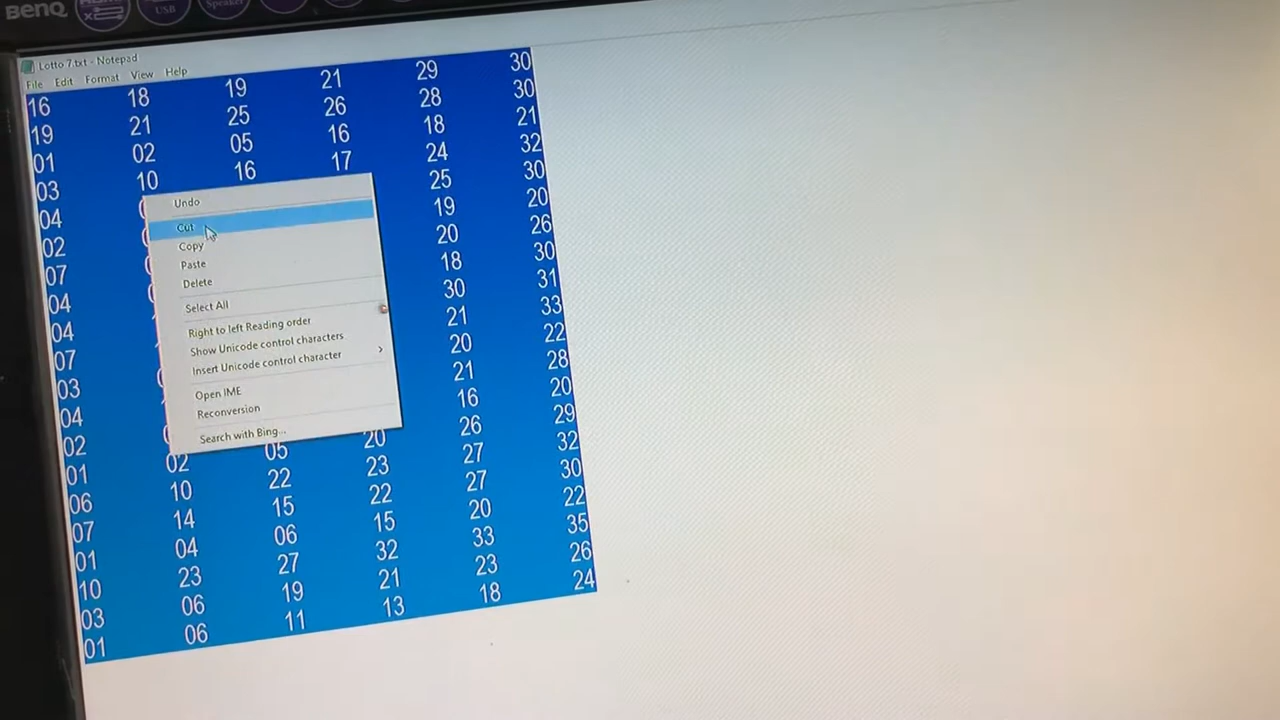 BenQ
USB
Speaker
Lotto 7.txt - Notepad
File Edit Format View Help
16 18 19 21 29 30
19 21 25 26 28 30
01 02 05 16 18 21
03 10 16 17 24 32
04 25 30
02 19 20
07 20 26
04 18 30
04 30 31
07 21 33
03 20 22
04 21 28
02 16 20
01 02 05 20 26 29
06 10 22 23 27 32
07 14 15 22 27 30
01 04 06 15 20 22
10 23 27 32 33 35
03 06 19 21 23 26
01 06 11 13 18 24
Undo
Cut
Copy
Paste
Delete
Select All
Right to left Reading order
Show Unicode control characters
Insert Unicode control character
Open IME
Reconversion
Search with Bing...